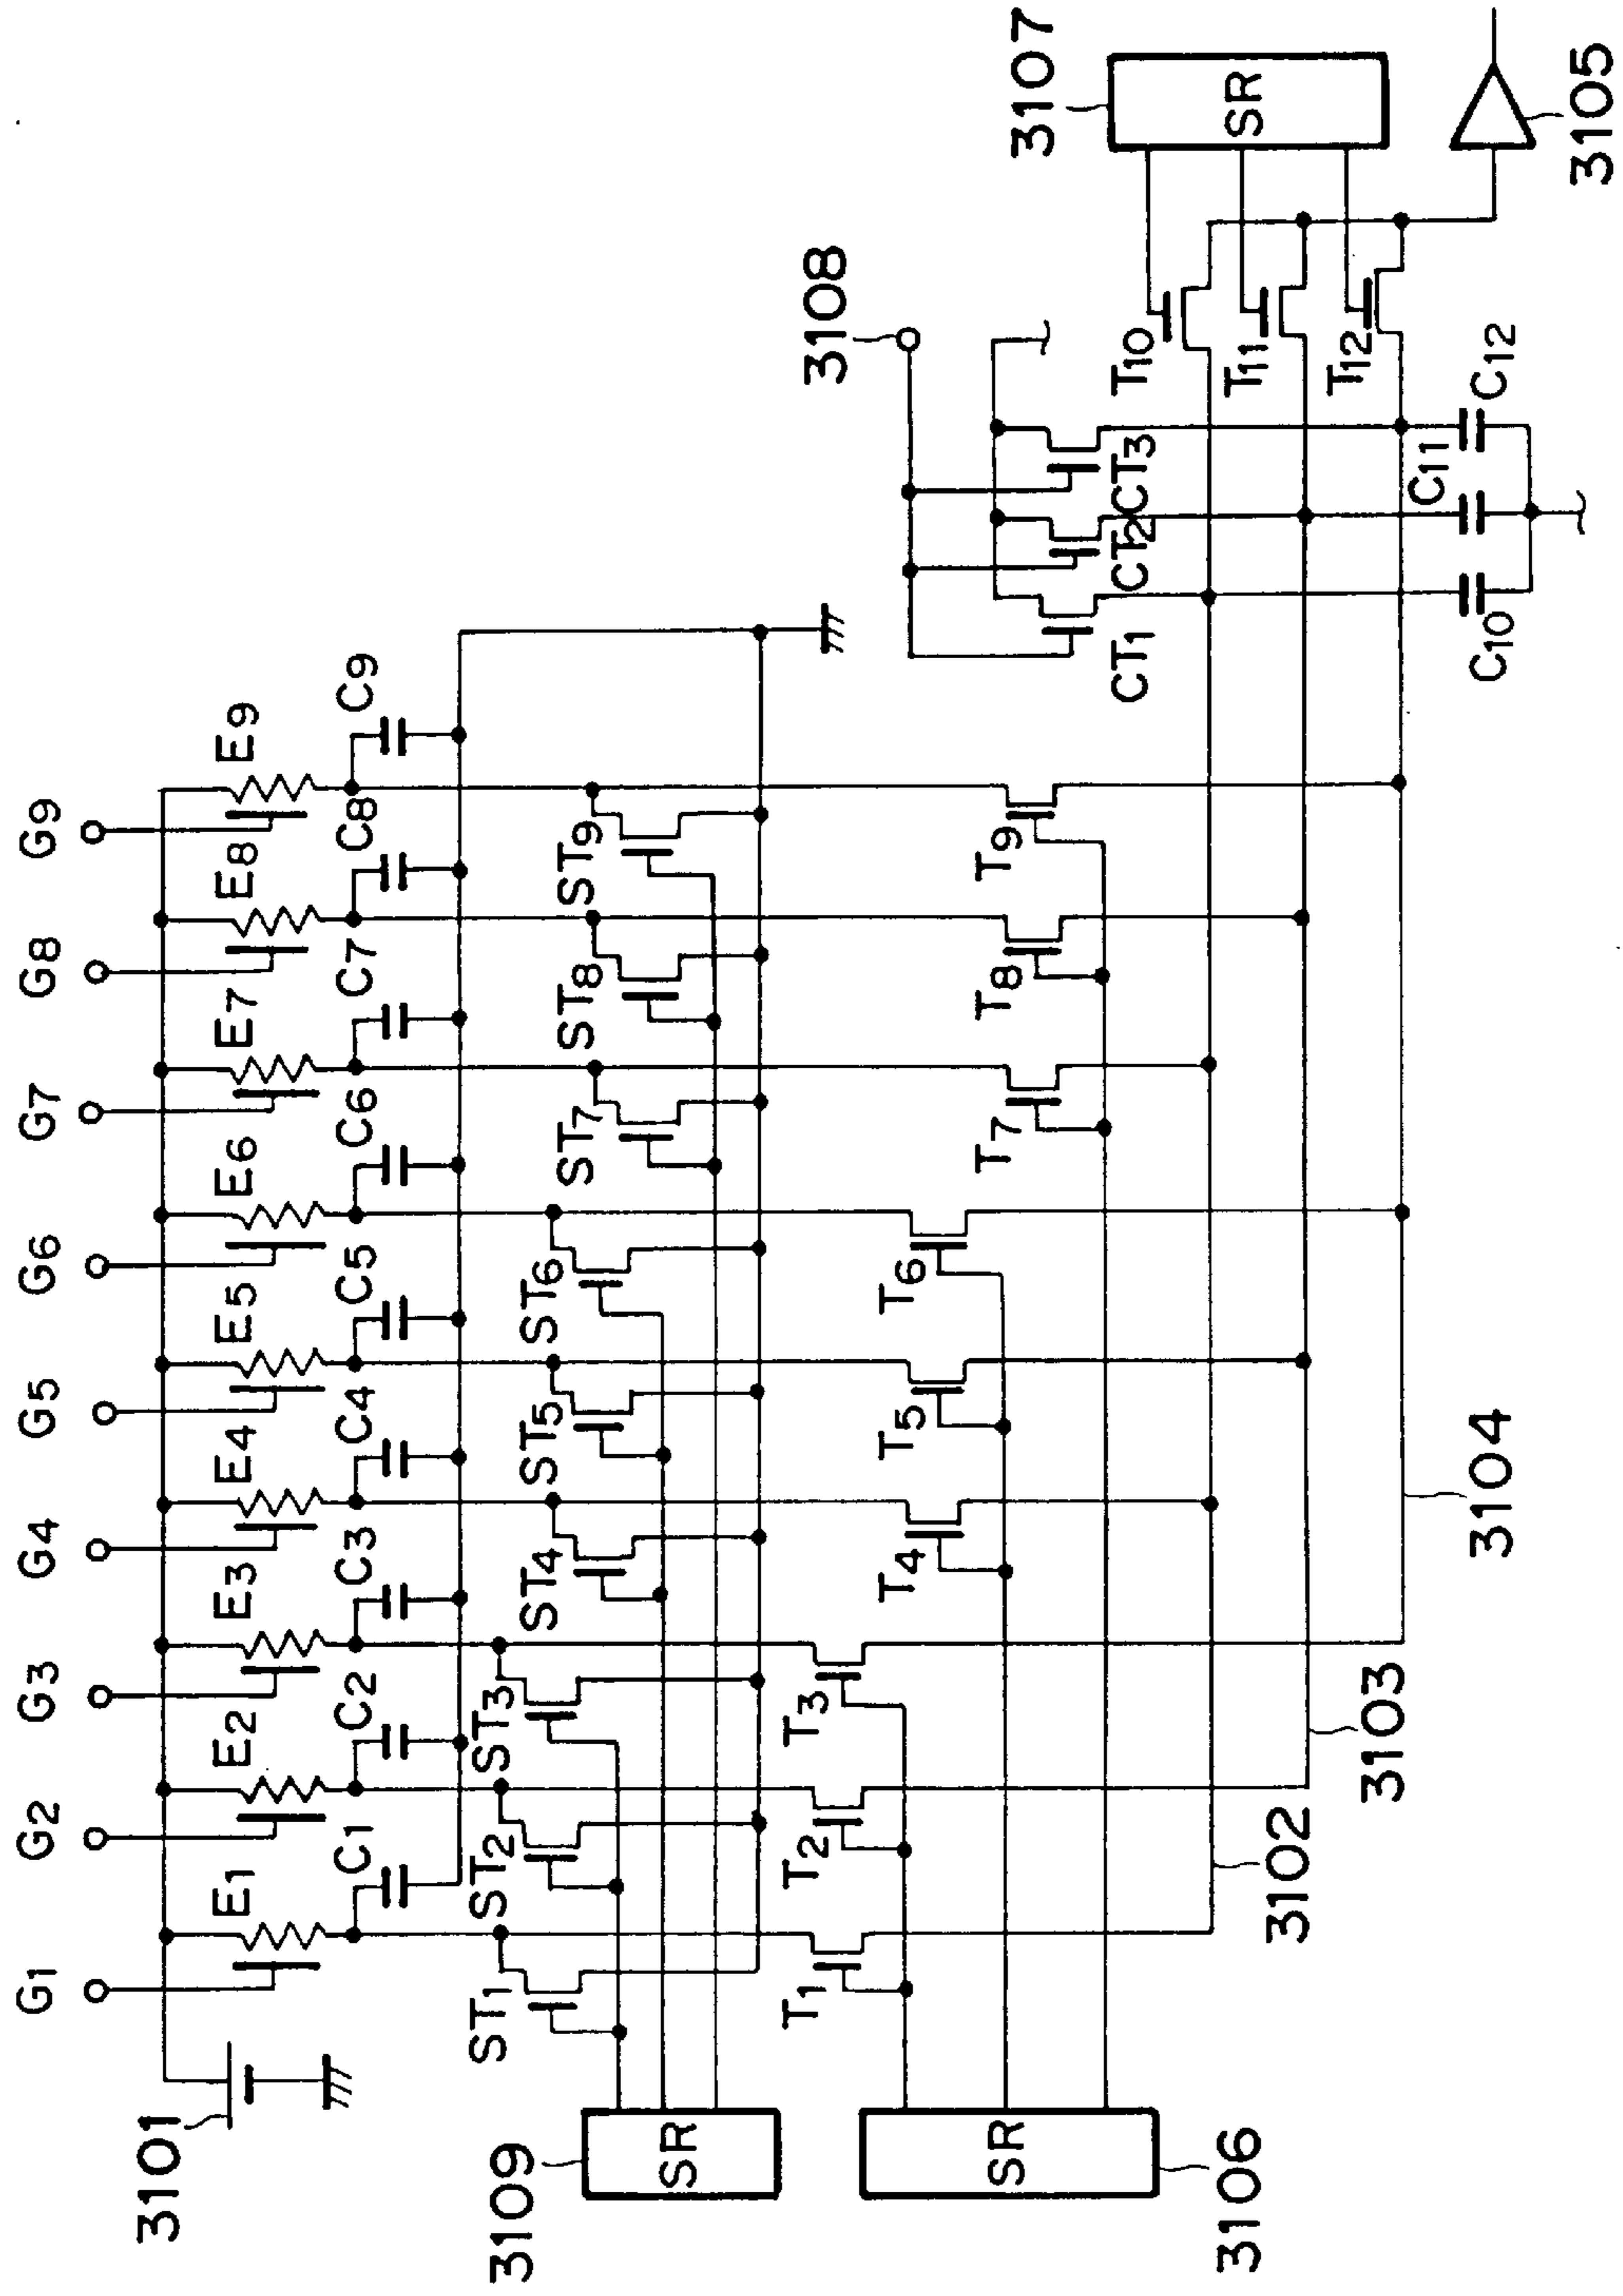 G1 G2 G3 G4 G5 G6 G7 G8 G9
E1 E2 E3 E4 E5 E6 E7 E8 E9
3101
C1 C2 C3 C4 C5 C6 C7 C8 C9
ST1 ST2 ST3 ST4 ST5 ST6 ST7 ST8 ST9
3109
SR
T1 T2 T3 T4 T5 T6 T7 T8 T9
SR
3106
3108
CT1 CT2 CT3
T10
T11
T12
3107
SR
3102
3103
3104
C10 C11 C12
3105